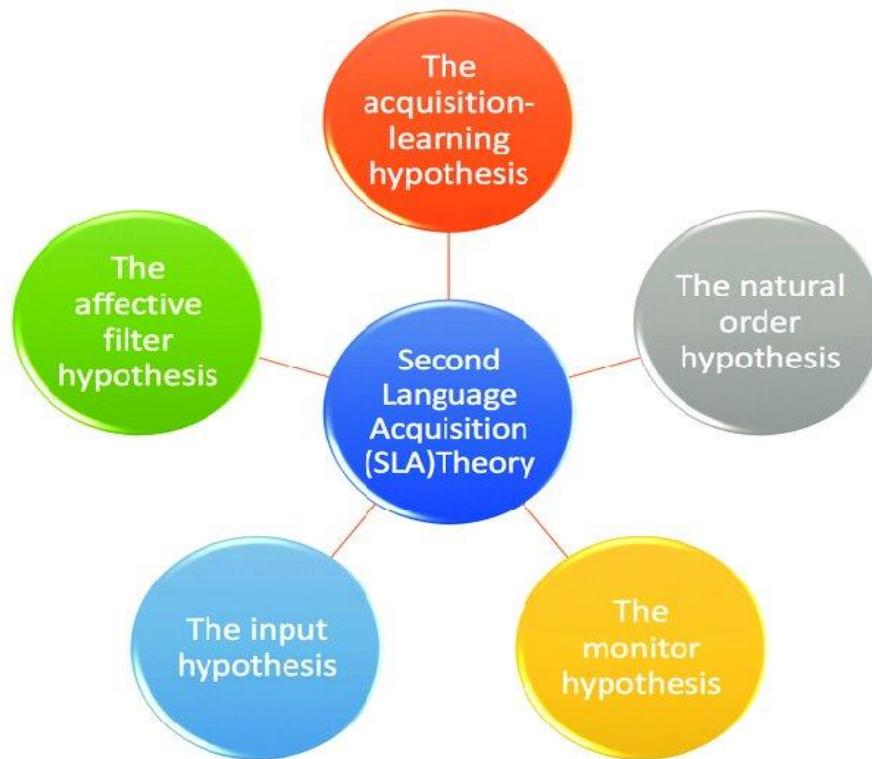 The
acquisition-
learning
hypothesis
The natural
order
hypothesis
The
monitor
hypothesis
The input
hypothesis
The
affective
filter
hypothesis
Second
Language
Acquisition
(SLA)Theory